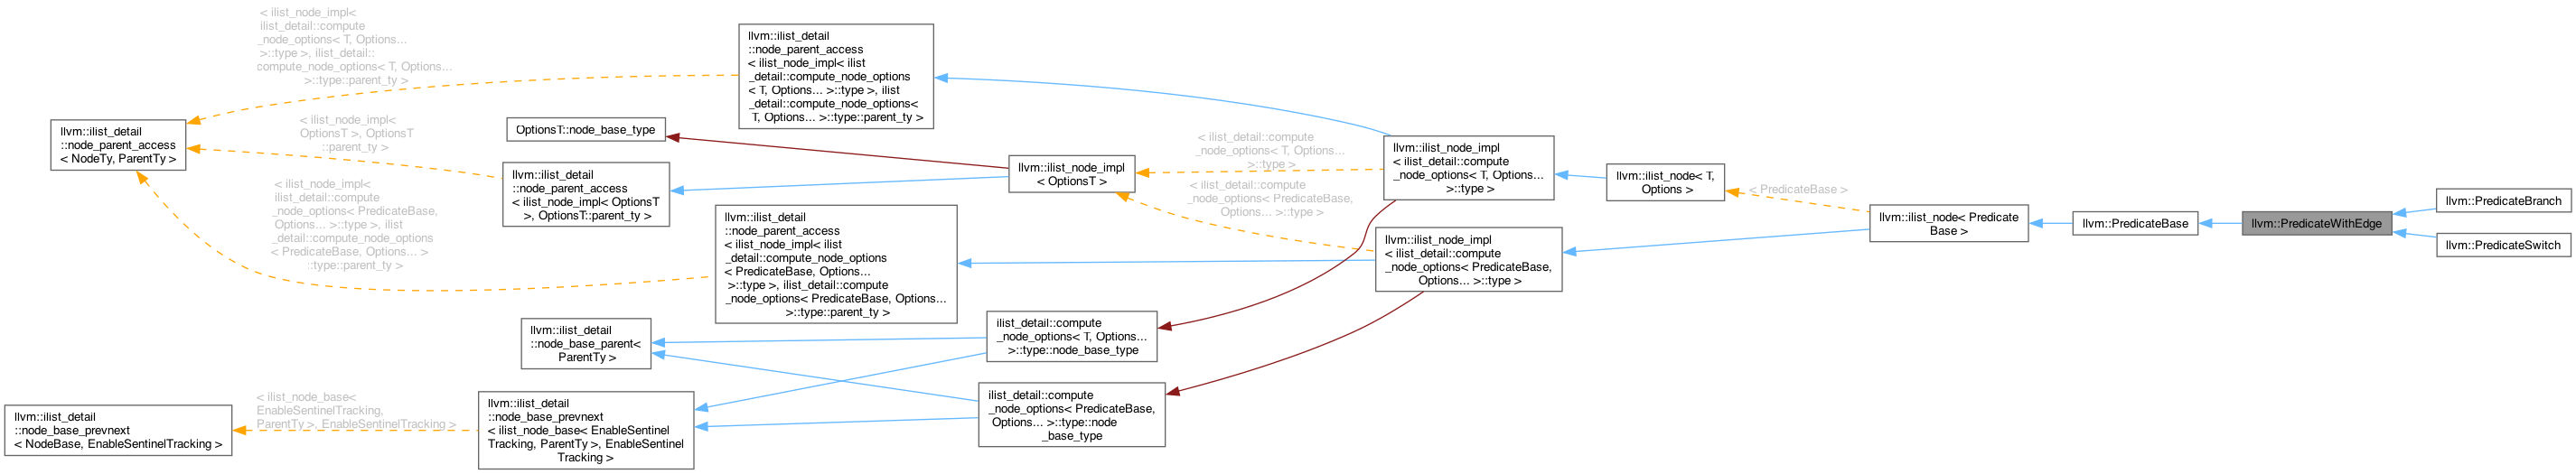 < ilist_node_impl<
ilist_detail::compute
_node_options< T, Options...
>::type >, ilist_detail::
compute_node_options< T, Options...
>::type::parent_ty >
llvm::ilist_detail
::node_parent_access
< NodeTy, ParentTy >
< ilist_node_impl<
OptionsT >, OptionsT
::parent_ty >
< ilist_node_impl<
ilist_detail::compute
_node_options< PredicateBase,
Options... >::type >, ilist
_detail::compute_node_options
< PredicateBase, Options... >
::type::parent_ty >
llvm::ilist_detail
::node_base_prevnext
< NodeBase, EnableSentinelTracking >
< ilist_node_base<
EnableSentinelTracking,
ParentTy >, EnableSentinelTracking >
OptionsT::node_base_type
llvm::ilist_detail
::node_parent_access
< ilist_node_impl< OptionsT
>, OptionsT::parent_ty >
llvm::ilist_detail
::node_base_parent<
ParentTy >
llvm::ilist_detail
::node_base_prevnext
< ilist_node_base< EnableSentinel
Tracking, ParentTy >, EnableSentinel
Tracking >
llvm::ilist_detail
::node_parent_access
< ilist_node_impl< ilist
_detail::compute_node_options
< T, Options... >::type >, ilist
_detail::compute_node_options<
T, Options... >::type::parent_ty >
llvm::ilist_detail
::node_parent_access
< ilist_node_impl< ilist
_detail::compute_node_options
< PredicateBase, Options...
>::type >, ilist_detail::compute
_node_options< PredicateBase, Options...
>::type::parent_ty >
llvm::ilist_node_impl
< OptionsT >
ilist_detail::compute
_node_options< T, Options...
>::type::node_base_type
ilist_detail::compute
_node_options< PredicateBase,
Options... >::type::node
_base_type
< ilist_detail::compute
_node_options< T, Options...
>::type >
< ilist_detail::compute
_node_options< PredicateBase,
Options... >::type >
llvm::ilist_node_impl
< ilist_detail::compute
_node_options< T, Options...
>::type >
llvm::ilist_node_impl
< ilist_detail::compute
_node_options< PredicateBase,
Options... >::type >
llvm::ilist_node< T,
Options >
< PredicateBase >
llvm::ilist_node< Predicate
Base >
llvm::PredicateBase
llvm::PredicateWithEdge
llvm::PredicateBranch
llvm::PredicateSwitch